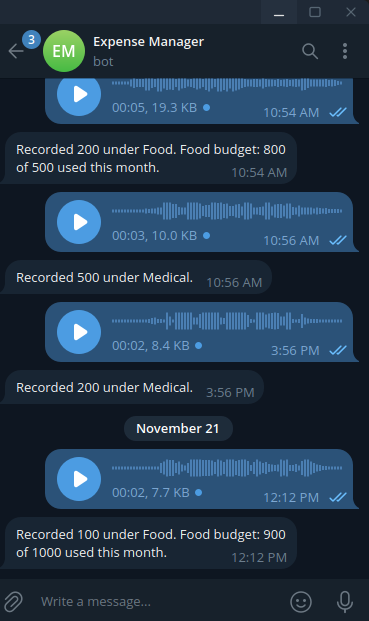 3
EM
Expense Manager
bot
00:05, 19.3 KB
10:54 AM
Recorded 200 under Food. Food budget: 800
of 500 used this month.
10:54 AM
00:03, 10.0 KB
10:56 AM
Recorded 500 under Medical.
10:56 AM
00:02, 8.4 KB
3:56 PM
Recorded 200 under Medical.
3:56 PM
November 21
00:02, 7.7 KB
12:12 PM
Recorded 100 under Food. Food budget: 900
of 1000 used this month.
12:12 PM
Write a message...